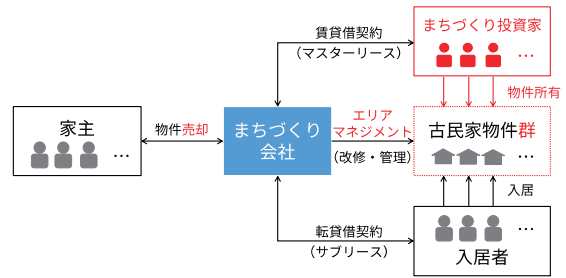 賃貸借契約
（マスターリース）
まちづくり投資家
…
物件所有
家主
…
物件売却
まちづくり
会社
エリア
マネジメント
（改修・管理）
古民家物件群
…
入居
転貸借契約
（サブリース）
…
入居者